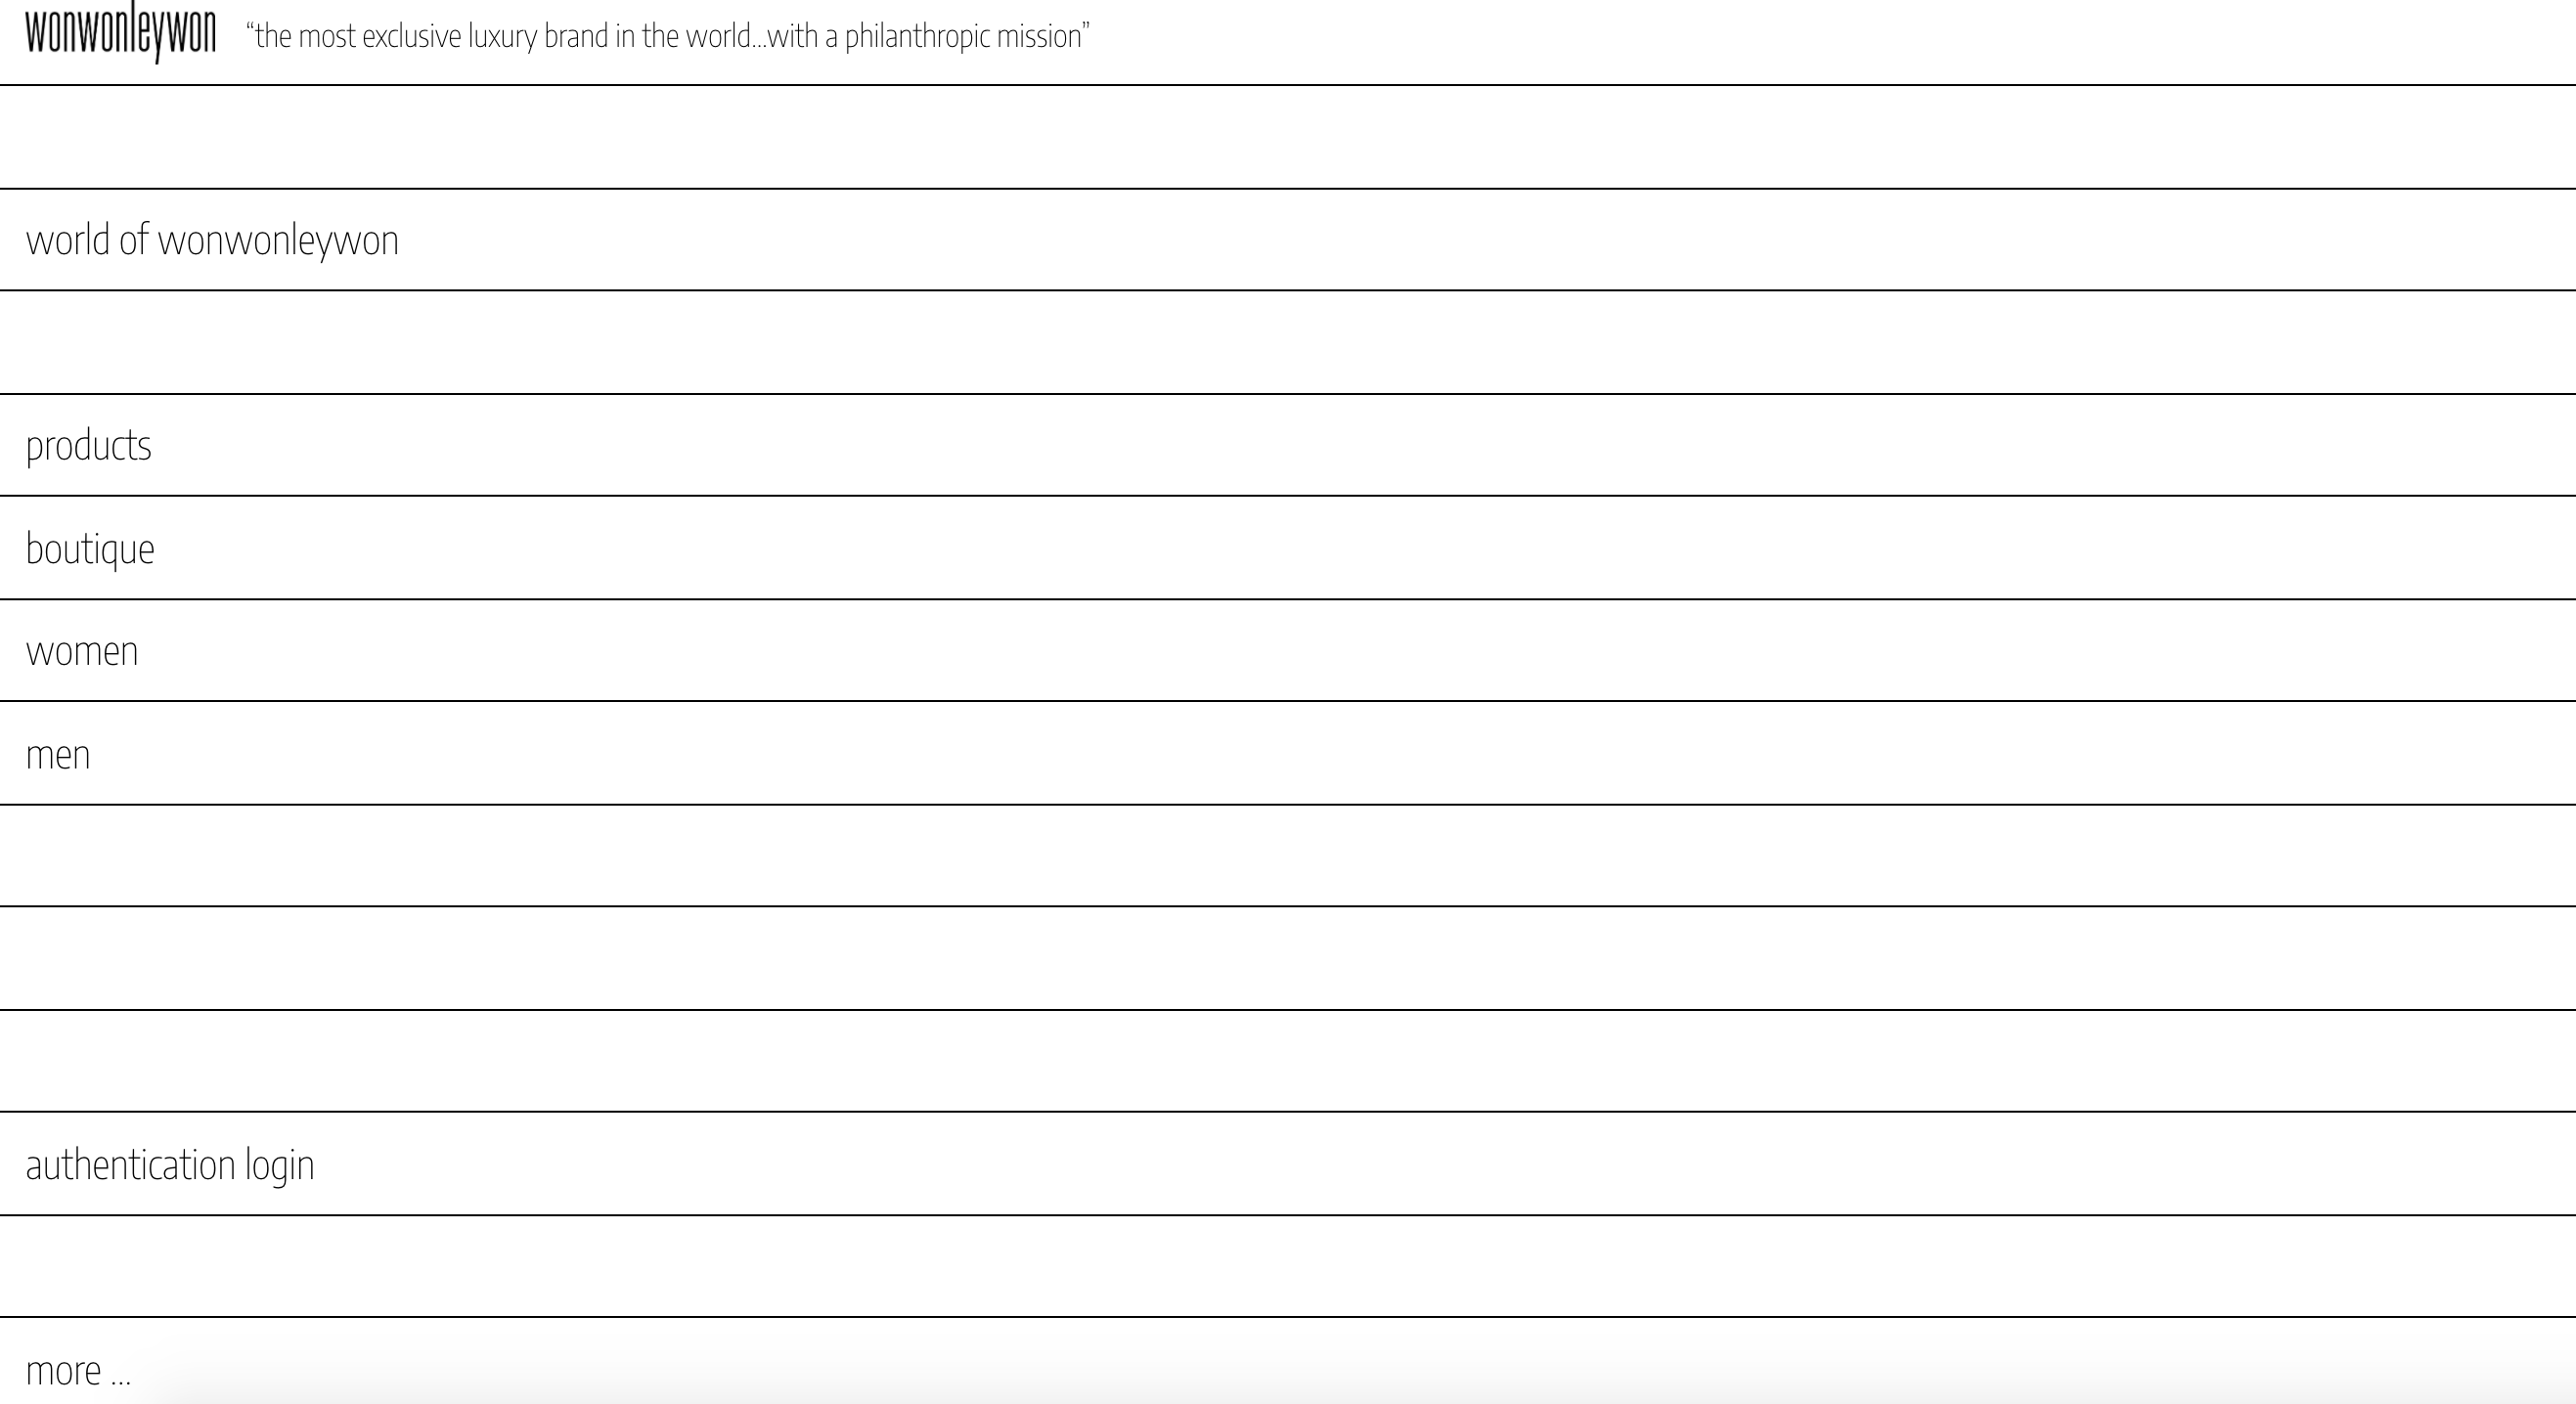 wonwonleywon “the most exclusive luxury brand in the world...with a philanthropic mission”
world of wonwonleywon
products
boutique
women
men
authentication login
more ...